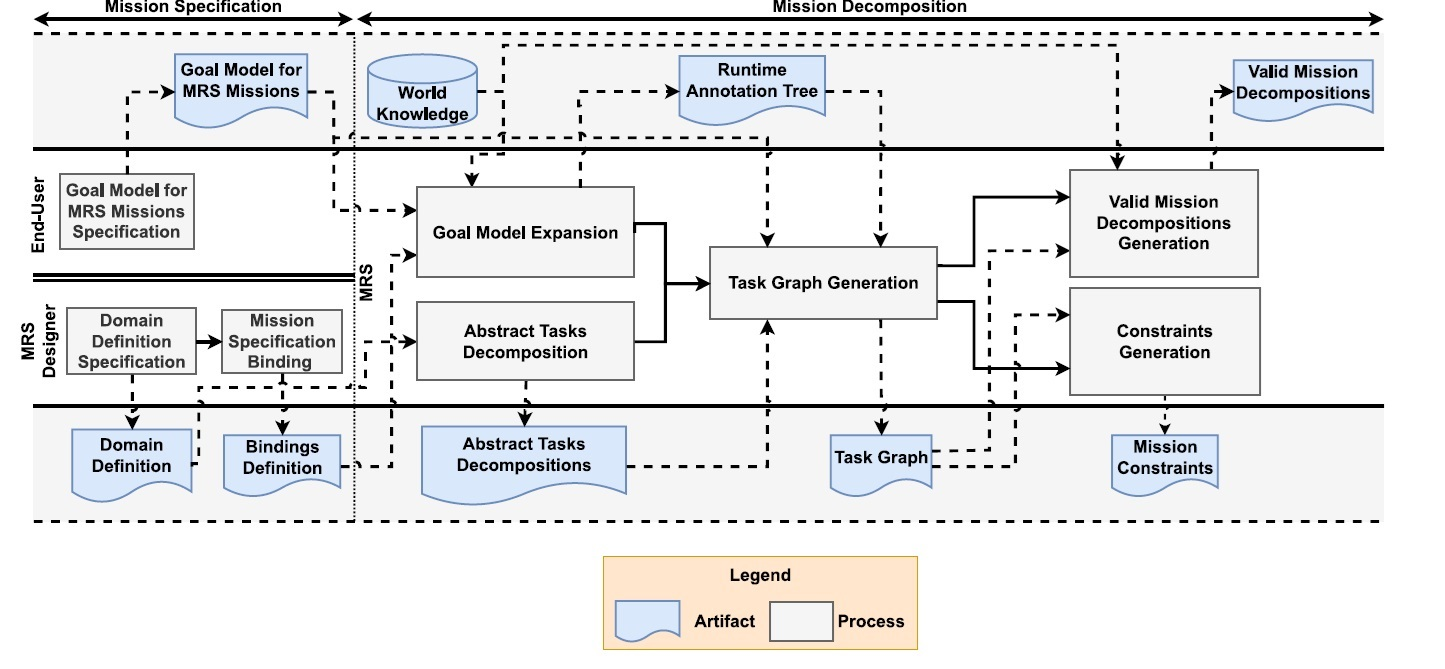 Mission Specification
Mission Decomposition
Goal Model for
MRS Missions
World
Knowledge
Runtime
Annotation Tree
Valid Mission
Decompositions
End-User
Goal Model for
MRS Missions
Specification
MRS
Goal Model Expansion
Task Graph Generation
Valid Mission
Decompositions
Generation
MRS
Designer
Domain
Definition
Specification
Mission
Specification
Binding
Abstract Tasks
Decomposition
Constraints
Generation
Domain
Definition
Bindings
Definition
Abstract Tasks
Decompositions
Task Graph
Mission
Constraints
Legend
Artifact
Process